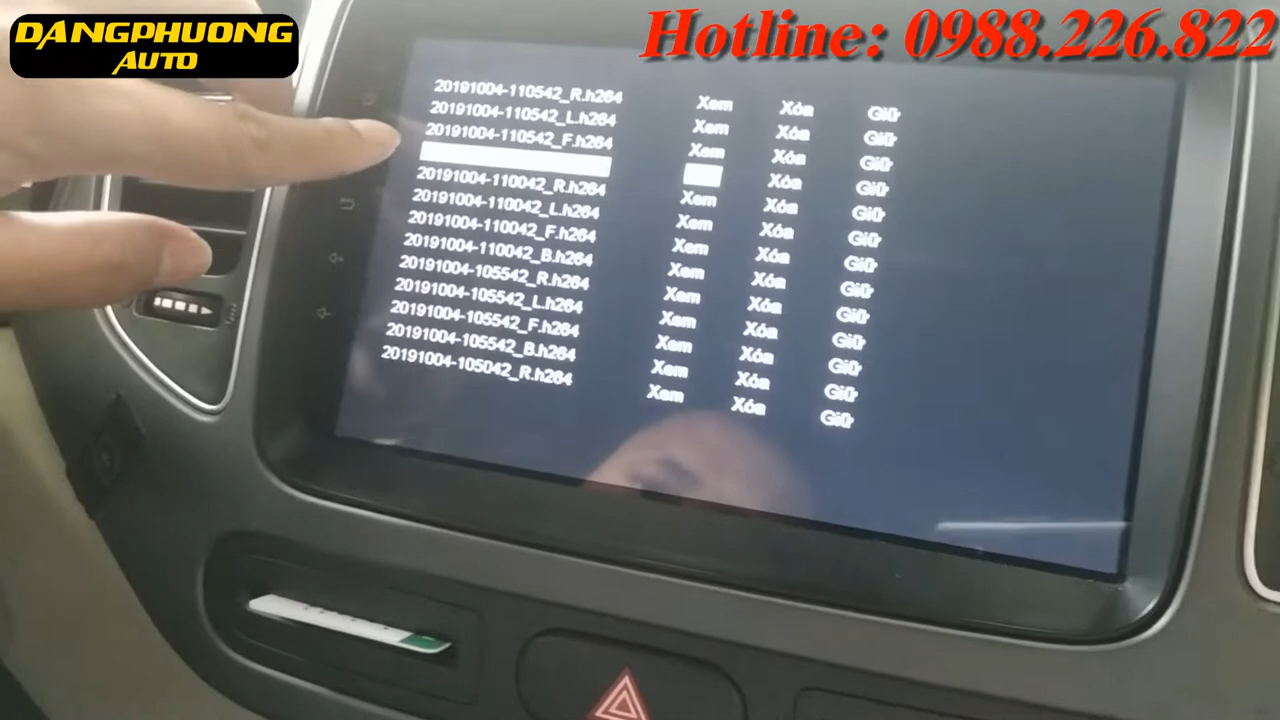 DANGPHUONG
AUTO
Hotline: 0988.226.822
20191004-110542_R.h264 Xem Xóa Giữ
20191004-110542_L.h264 Xem Xóa Giữ
20191004-110542_F.h264 Xem Xóa Giữ
Xóa Giữ
20191004-110042_R.h264 Xem Xóa Giữ
20191004-110042_L.h264 Xem Xóa Giữ
20191004-110042_F.h264 Xem Xóa Giữ
20191004-110042_B.h264 Xem Xóa Giữ
20191004-105542_R.h264 Xem Xóa Giữ
20191004-105542_L.h264 Xem Xóa Giữ
20191004-105542_F.h264 Xem Xóa Giữ
20191004-105542_B.h264 Xem Xóa Giữ
20191004-105042_R.h264 Xem Xóa Giữ